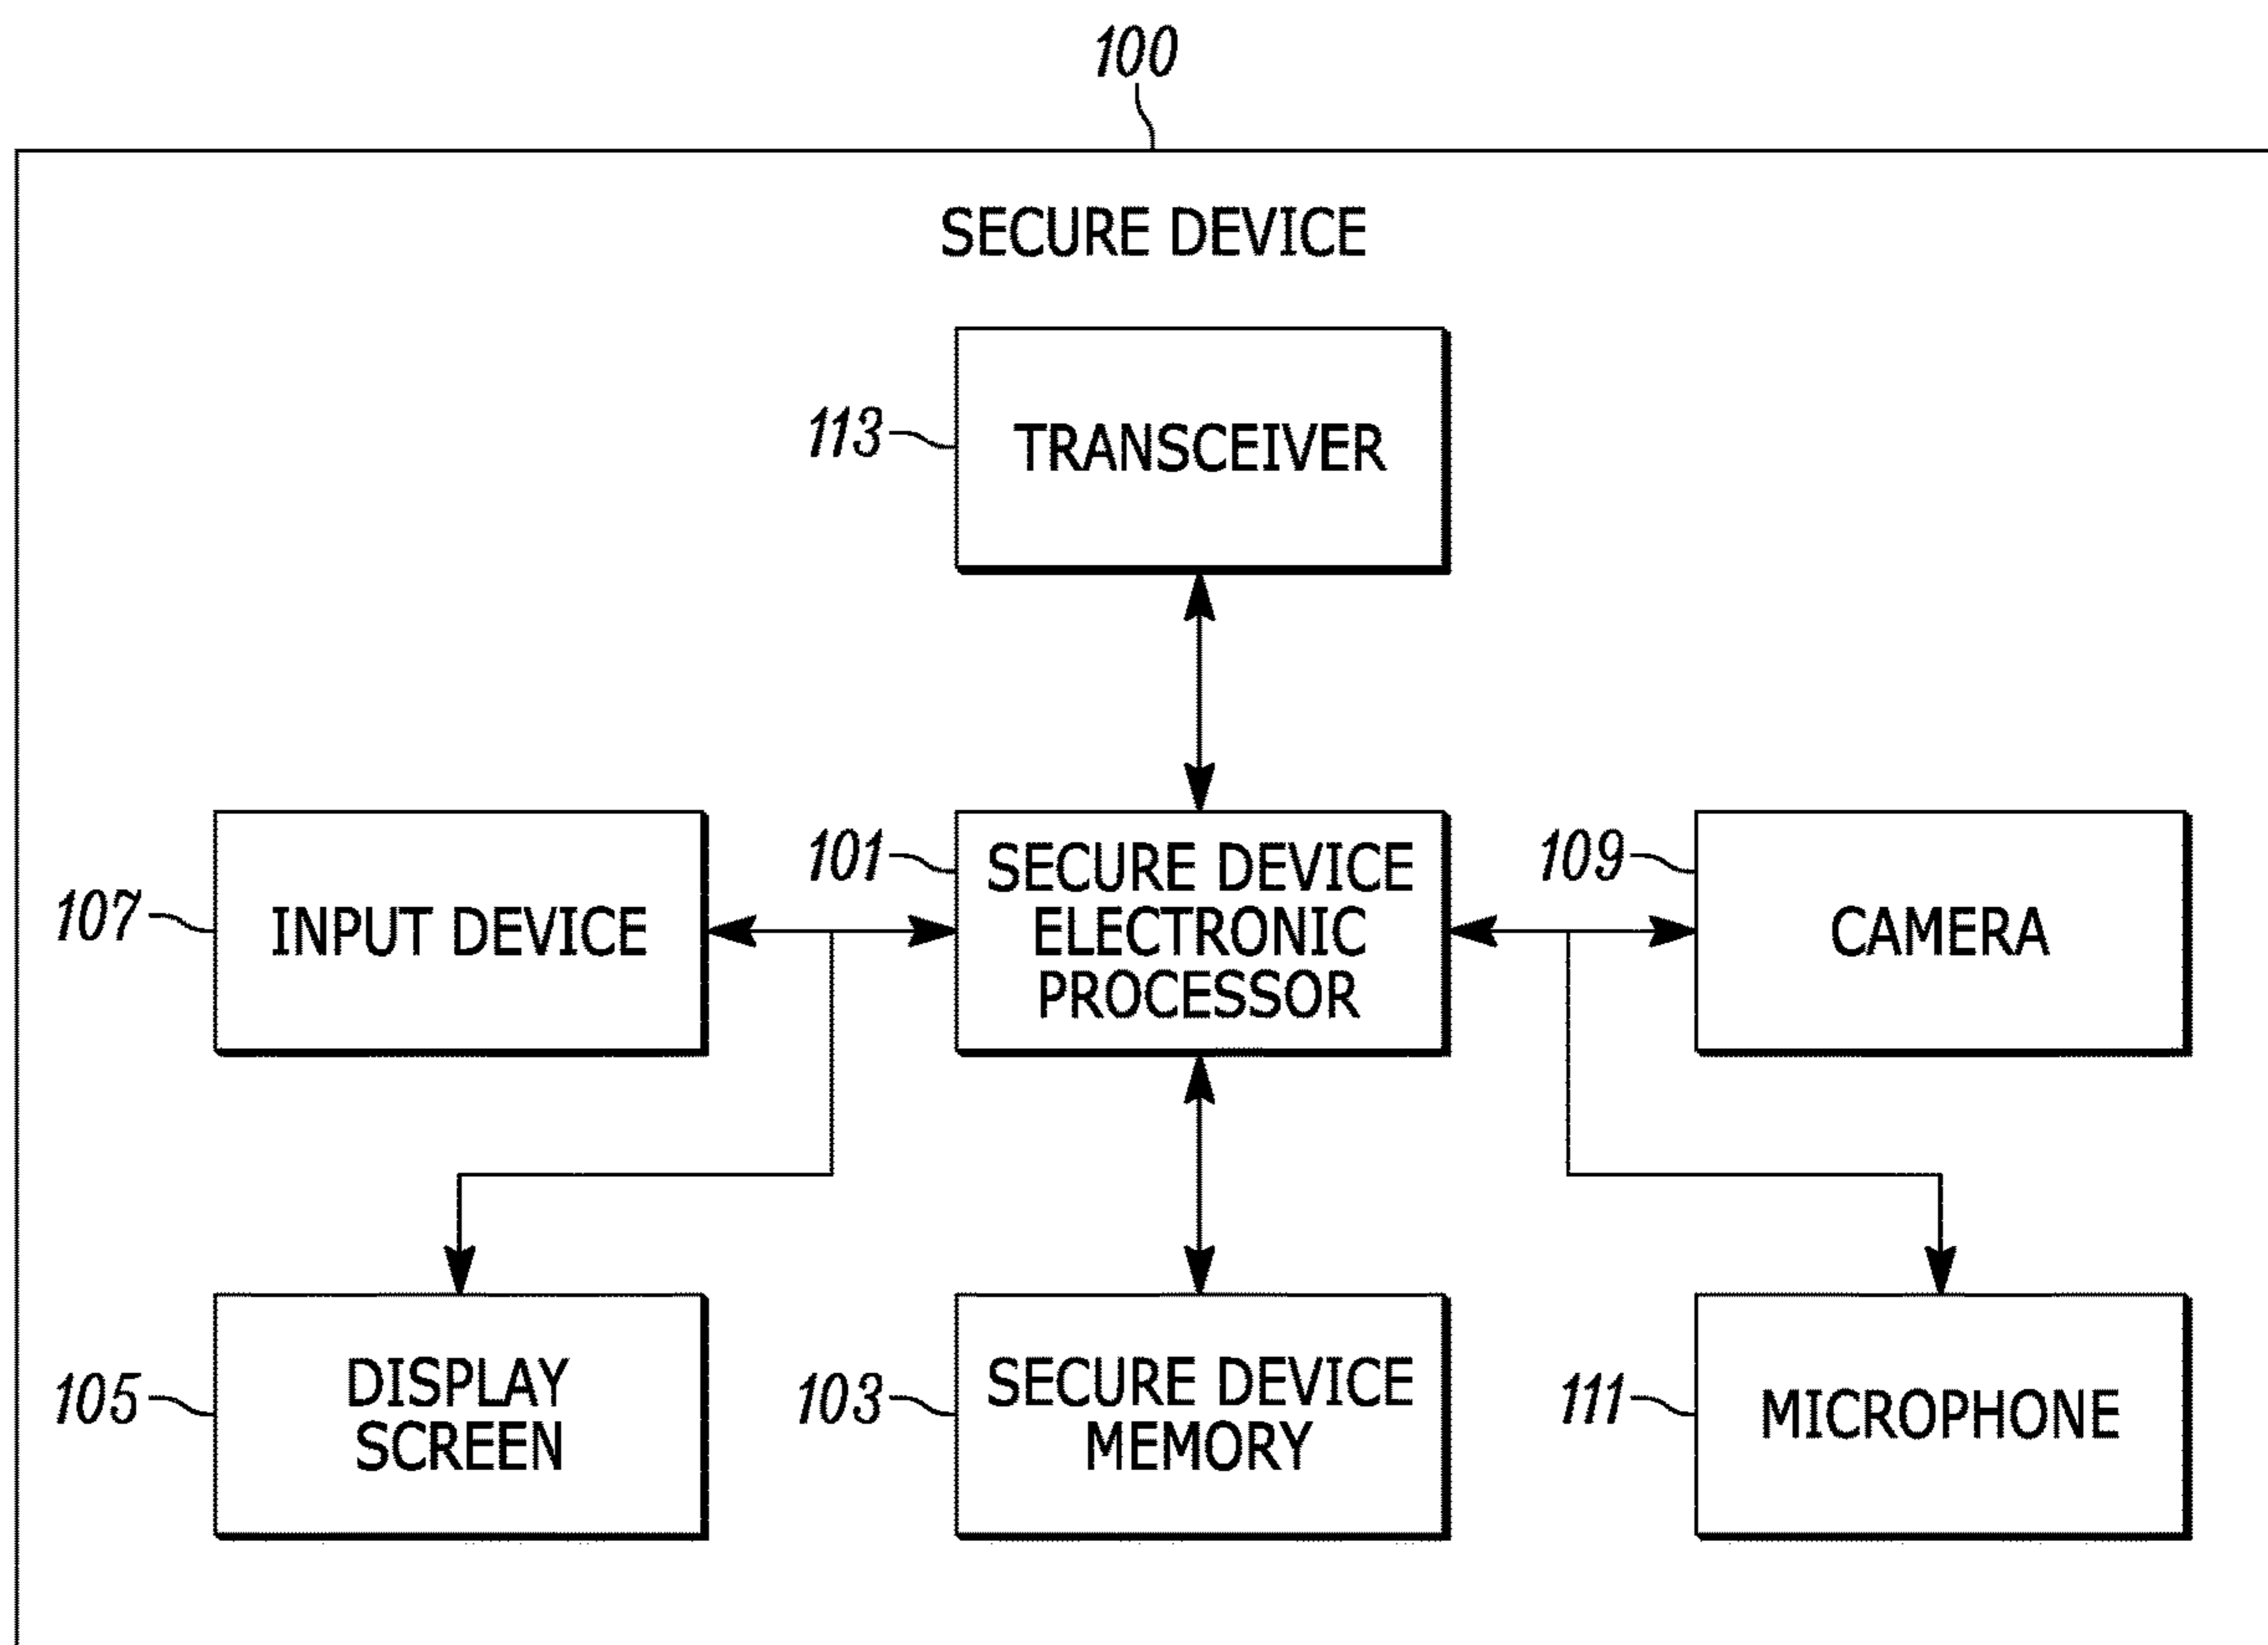 100
SECURE DEVICE
113
TRANSCEIVER
107
INPUT DEVICE
101
SECURE DEVICE
ELECTRONIC
PROCESSOR
109
CAMERA
105
DISPLAY
SCREEN
103
SECURE DEVICE
MEMORY
111
MICROPHONE